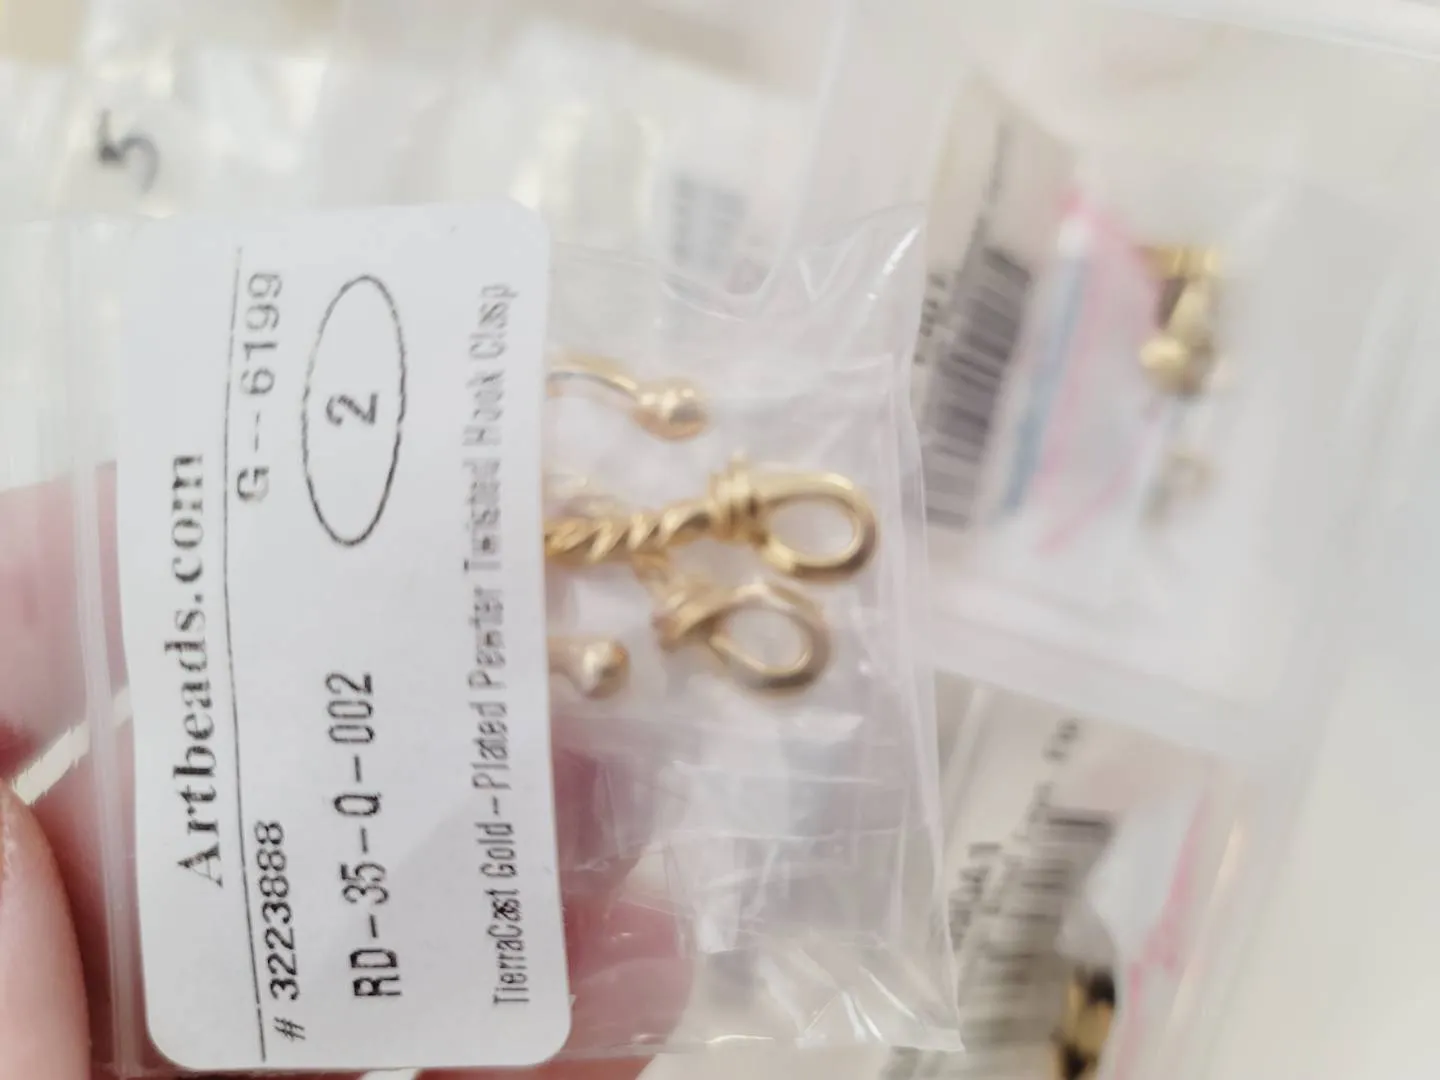 Artbeads.com
# 3223888 G--6199
RD-35-Q-002 2
TierraCast Gold-Plated Pewter Twisted Hook Clasp
5